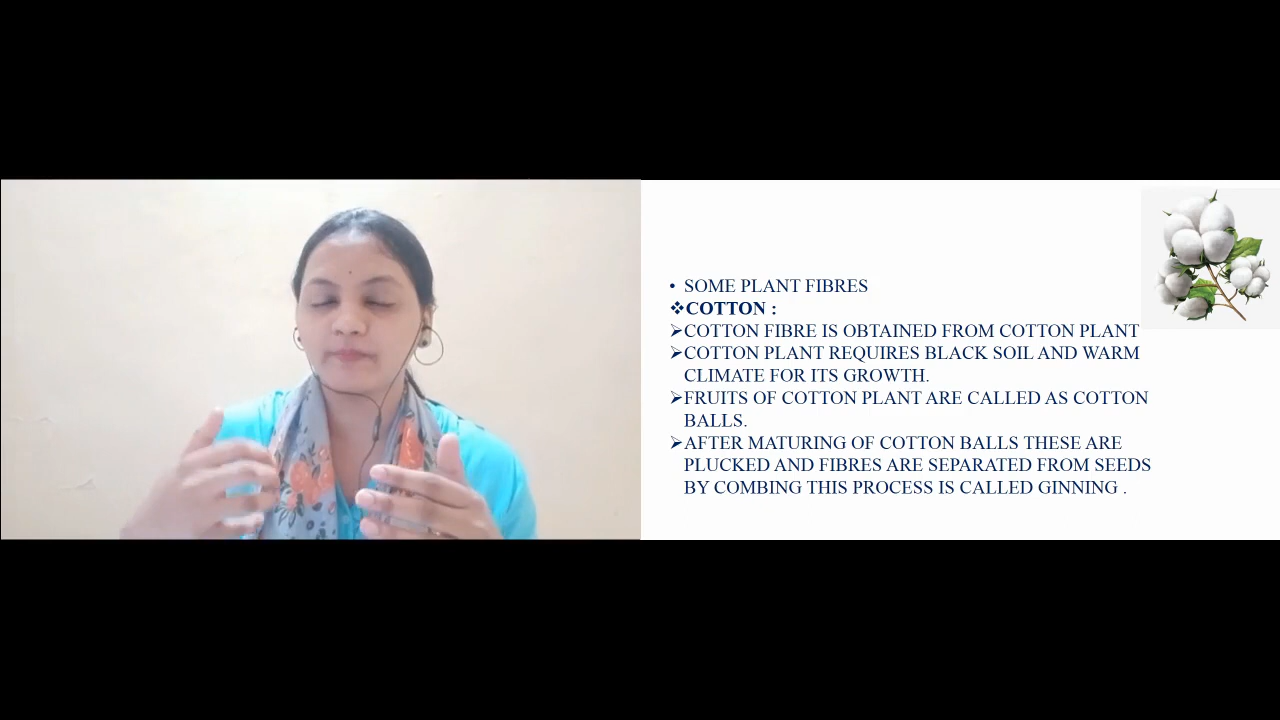 • SOME PLANT FIBRES
❖COTTON :
➢COTTON FIBRE IS OBTAINED FROM COTTON PLANT
➢COTTON PLANT REQUIRES BLACK SOIL AND WARM
CLIMATE FOR ITS GROWTH.
➢FRUITS OF COTTON PLANT ARE CALLED AS COTTON
BALLS.
➢AFTER MATURING OF COTTON BALLS THESE ARE
PLUCKED AND FIBRES ARE SEPARATED FROM SEEDS
BY COMBING THIS PROCESS IS CALLED GINNING .